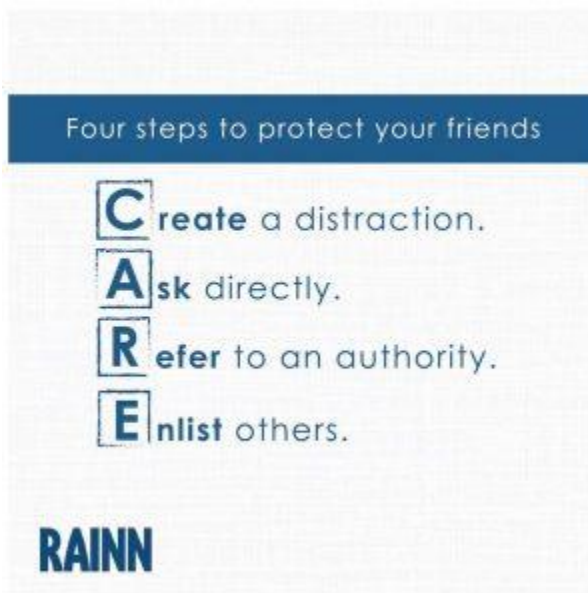 Four steps to protect your friends
Create a distraction.
Ask directly.
Refer to an authority.
Enlist others.
RAINN